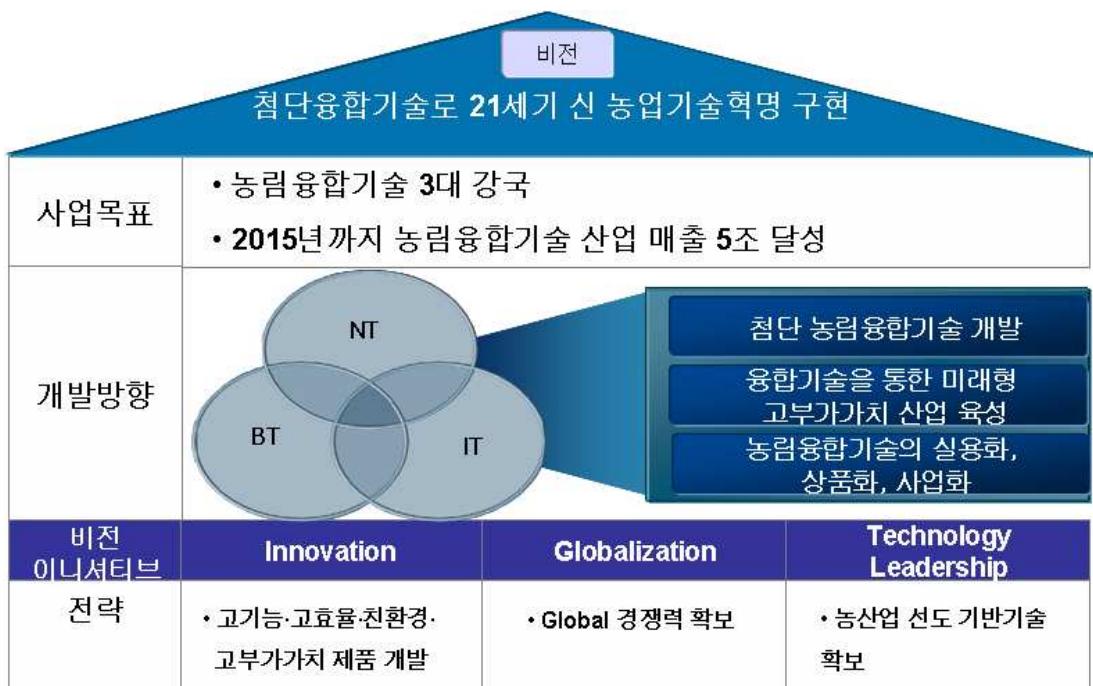 비전
첨단융합기술로 21세기 신 농업기술혁명 구현
사업목표
• 농림융합기술 3대 강국
• 2015년까지 농림융합기술 산업 매출 5조 달성
개발방향
NT
BT
IT
첨단 농림융합기술 개발
융합기술을 통한 미래형
고부가가치 산업 육성
농림융합기술의 실용화,
상품화, 사업화
비전
이니셔티브
Innovation
Globalization
Technology
Leadership
전략
• 고기능·고효율·친환경·
고부가가치 제품 개발
• Global 경쟁력 확보
• 농산업 선도 기반기술
확보